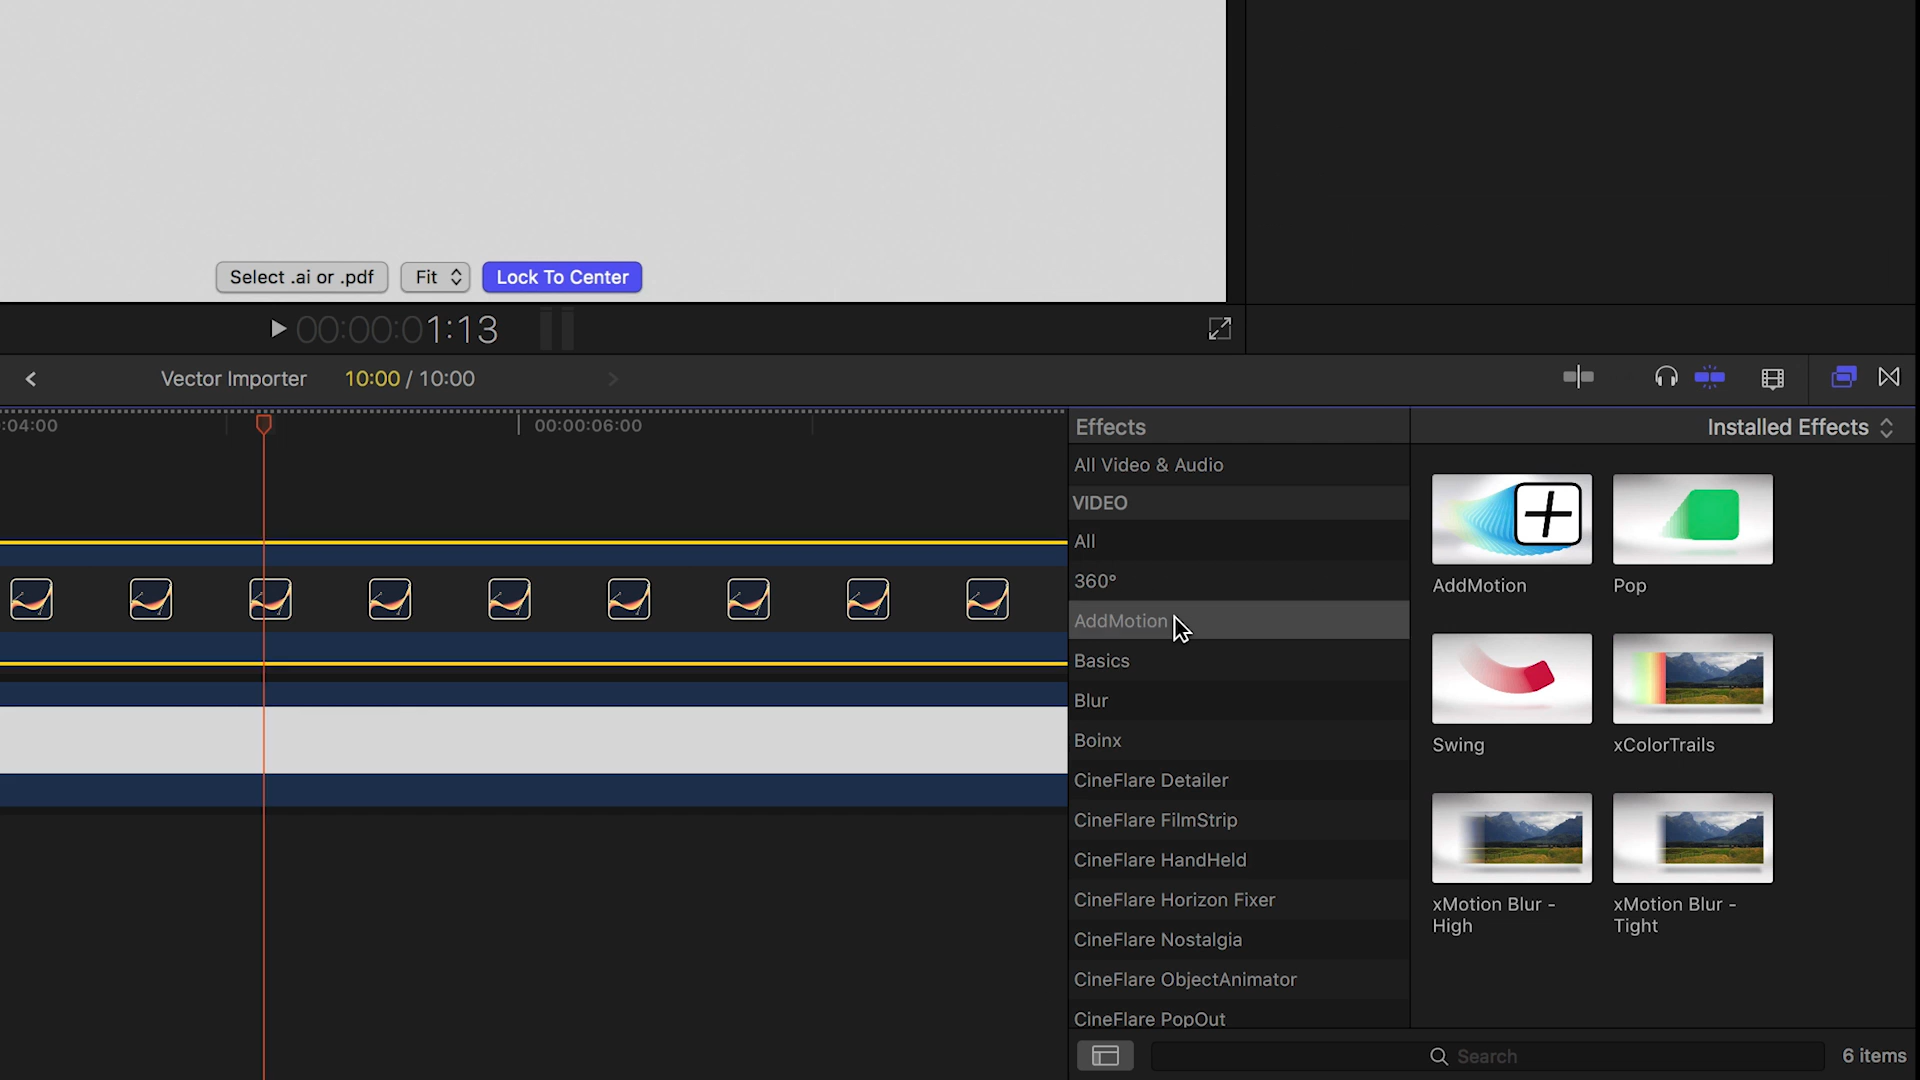 Select .ai or .pdf
Fit
Lock To Center
00:00:01:13
Vector Importer
10:00 / 10:00
:04:00
00:00:06:00
Effects
Installed Effects
All Video & Audio
VIDEO
All
360°
AddMotion
Basics
Blur
Boinx
CineFlare Detailer
CineFlare FilmStrip
CineFlare HandHeld
CineFlare Horizon Fixer
CineFlare Nostalgia
CineFlare ObjectAnimator
CineFlare PopOut
AddMotion
Pop
Swing
xColorTrails
xMotion Blur -
High
xMotion Blur -
Tight
Search
6 items